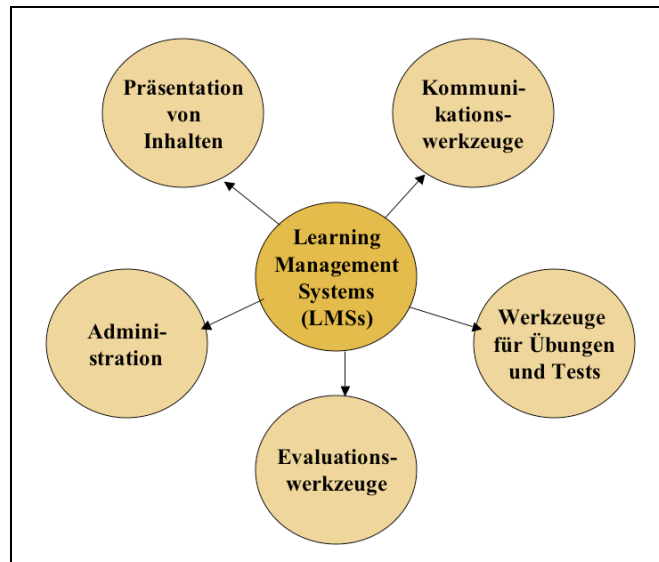 Präsentation
von
Inhalten
Kommuni-
kations-
werkzeuge
Learning
Management
Systems
(LMSs)
Admini-
stration
Werkzeuge
für Übungen
und Tests
Evaluations-
werkzeuge